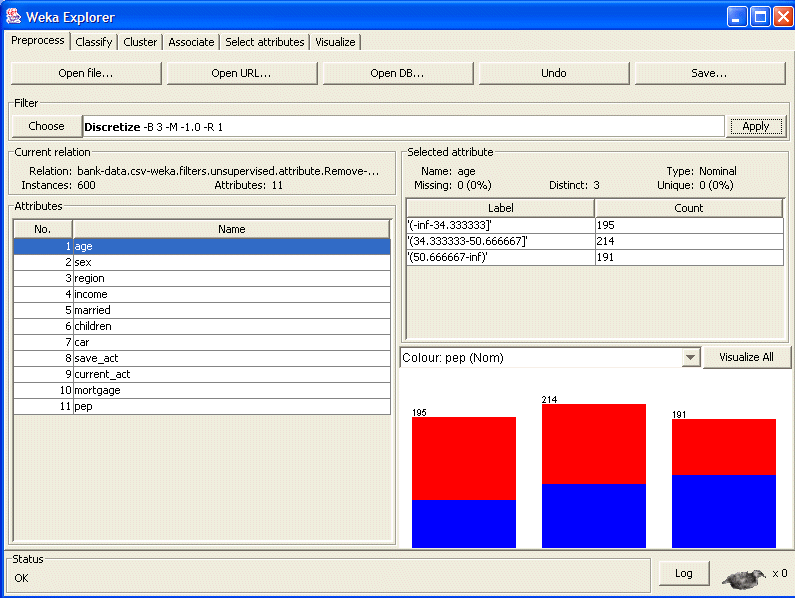 Weka Explorer
Preprocess Classify Cluster Associate Select attributes Visualize
Open file... Open URL... Open DB... Undo Save...
Filter
Choose Discretize -B 3 -M -1.0 -R 1 Apply
Current relation
Relation: bank-data.csv-weka.filters.unsupervised.attribute.Remove-...
Instances: 600 Attributes: 11
Attributes
No. Name
1 age
2 sex
3 region
4 income
5 married
6 children
7 car
8 save_act
9 current_act
10 mortgage
11 pep
Selected attribute
Name: age Type: Nominal
Missing: 0 (0%) Distinct: 3 Unique: 0 (0%)
Label Count
'(-inf-34.333333]' 195
'(34.333333-50.666667]' 214
'(50.666667-inf)' 191
Colour: pep (Nom) Visualize All
195
214
191
Status
OK
Log x 0